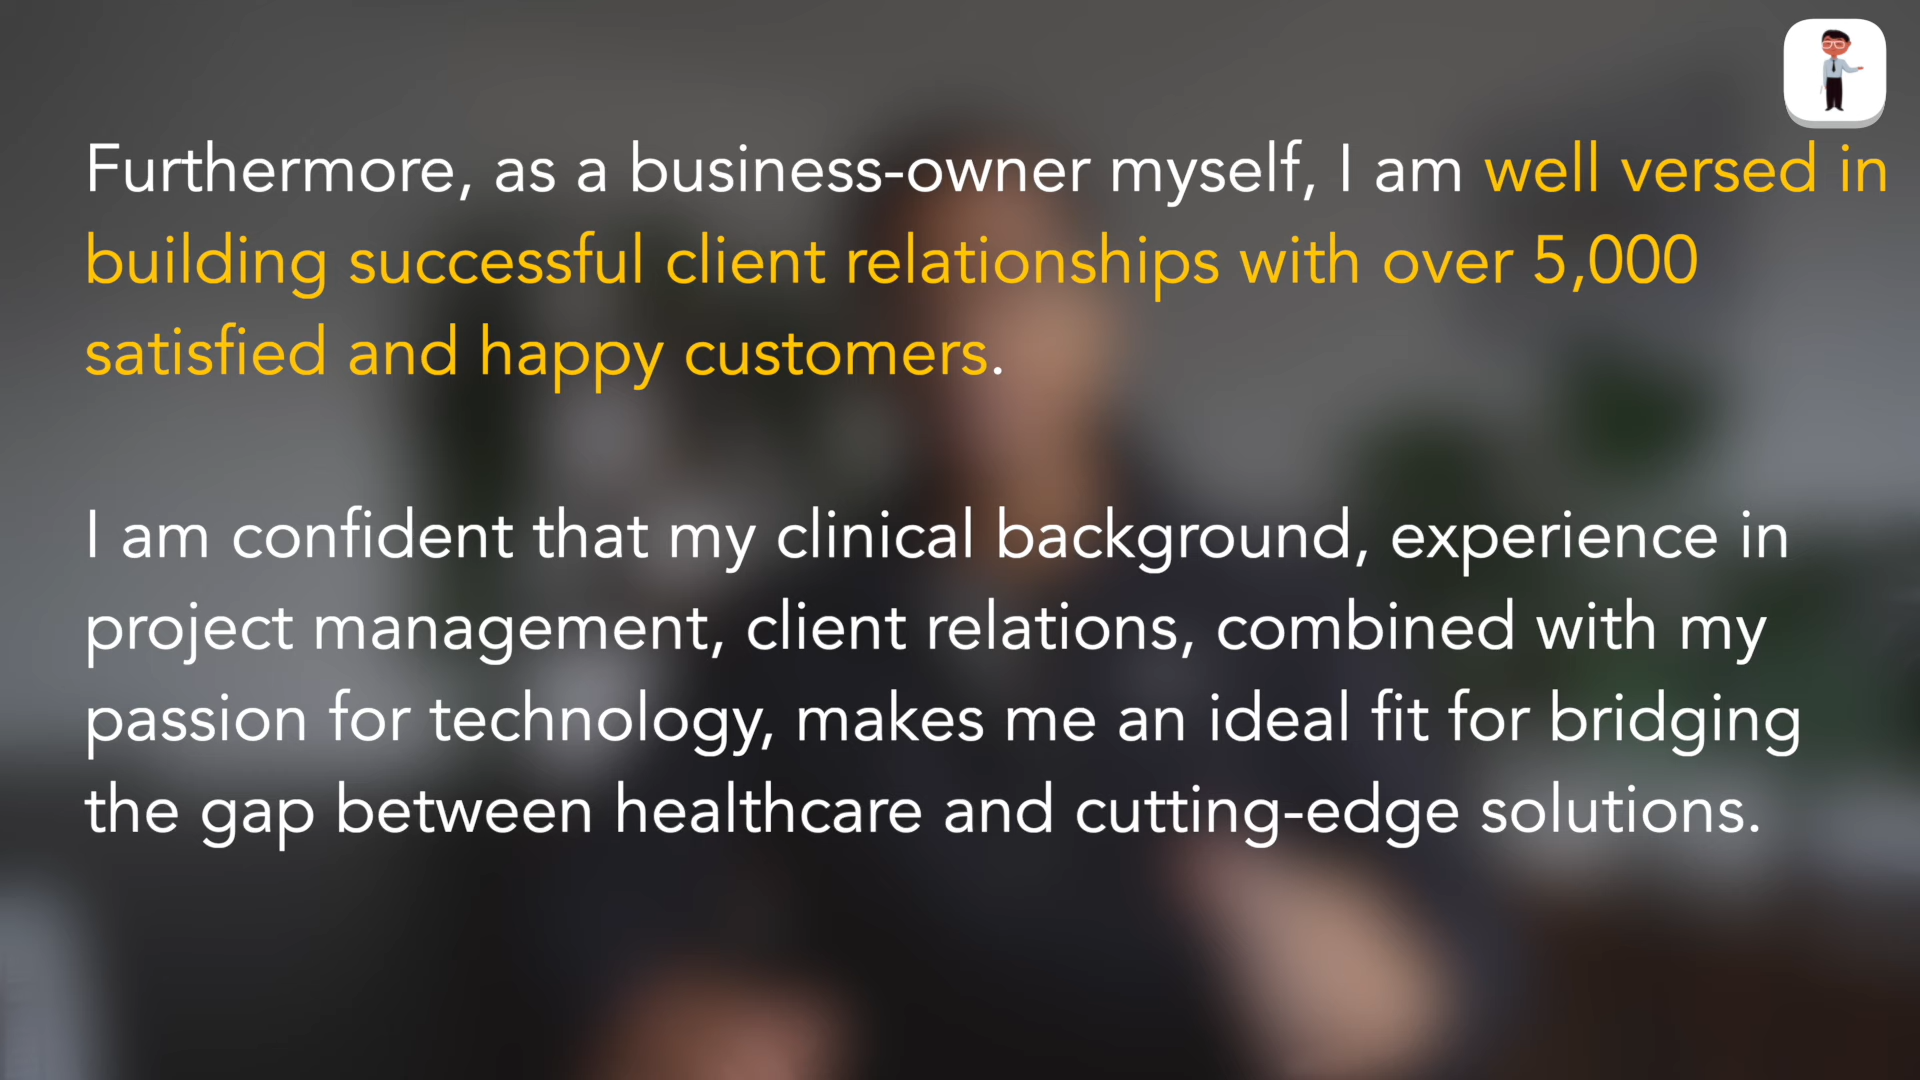 Furthermore, as a business-owner myself, I am well versed in
building successful client relationships with over 5,000
satisfied and happy customers.
I am confident that my clinical background, experience in
project management, client relations, combined with my
passion for technology, makes me an ideal fit for bridging
the gap between healthcare and cutting-edge solutions.